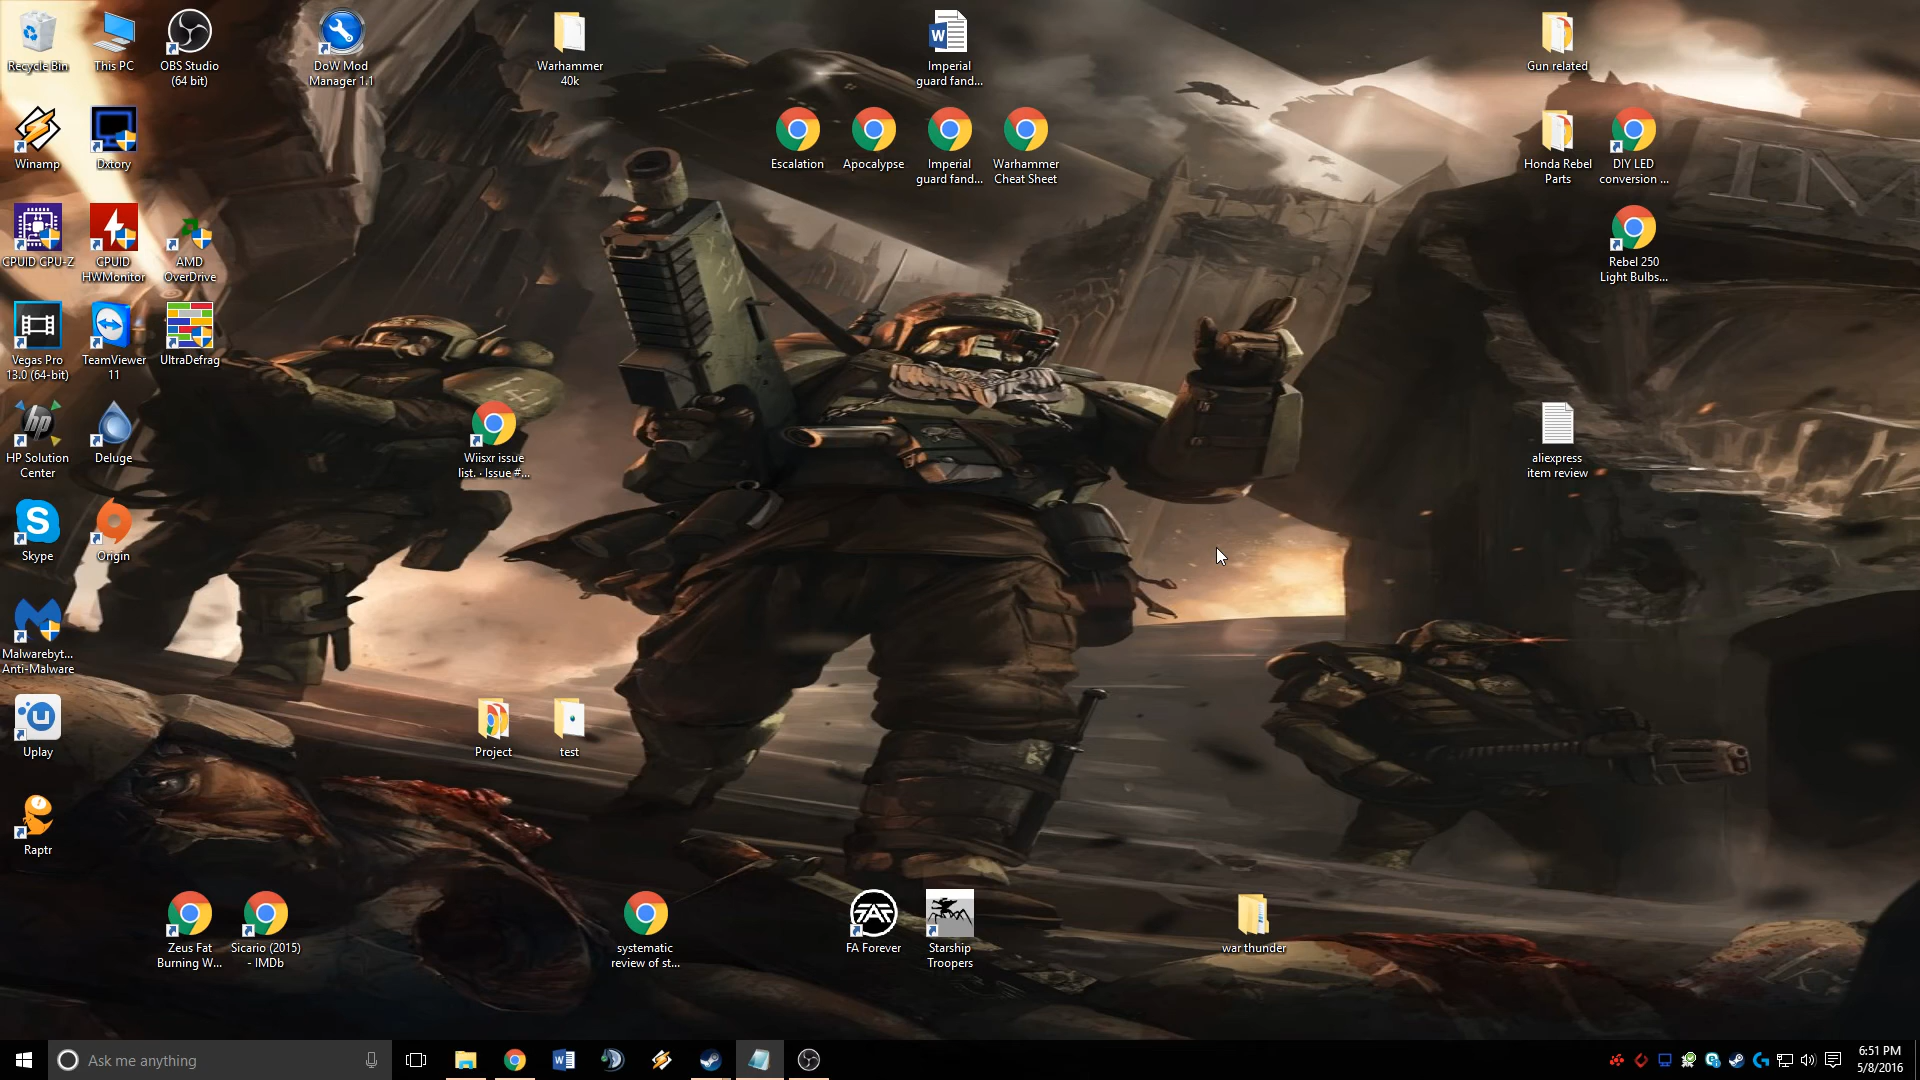 Recycle Bin
This PC
OBS Studio
(64 bit)
DoW Mod
Manager 1.1
Warhammer
40k
Imperial
guard fand...
Gun related
Winamp
Dxtory
Escalation
Apocalypse
Imperial
guard fand...
Warhammer
Cheat Sheet
Honda Rebel
Parts
DIY LED
conversion ...
CPUID CPU-Z
CPUID
HWMonitor
AMD
OverDrive
Rebel 250
Light Bulbs...
Vegas Pro
13.0 (64-bit)
TeamViewer
11
UltraDefrag
HP Solution
Center
Deluge
Wiisxr issue
list. · Issue #...
aliexpress
item review
Skype
Origin
Malwarebyt...
Anti-Malware
Uplay
Project
test
Raptr
Zeus Fat
Burning W...
Sicario (2015)
- IMDb
systematic
review of st...
FA Forever
Starship
Troopers
war thunder
Ask me anything
6:51 PM
5/8/2016